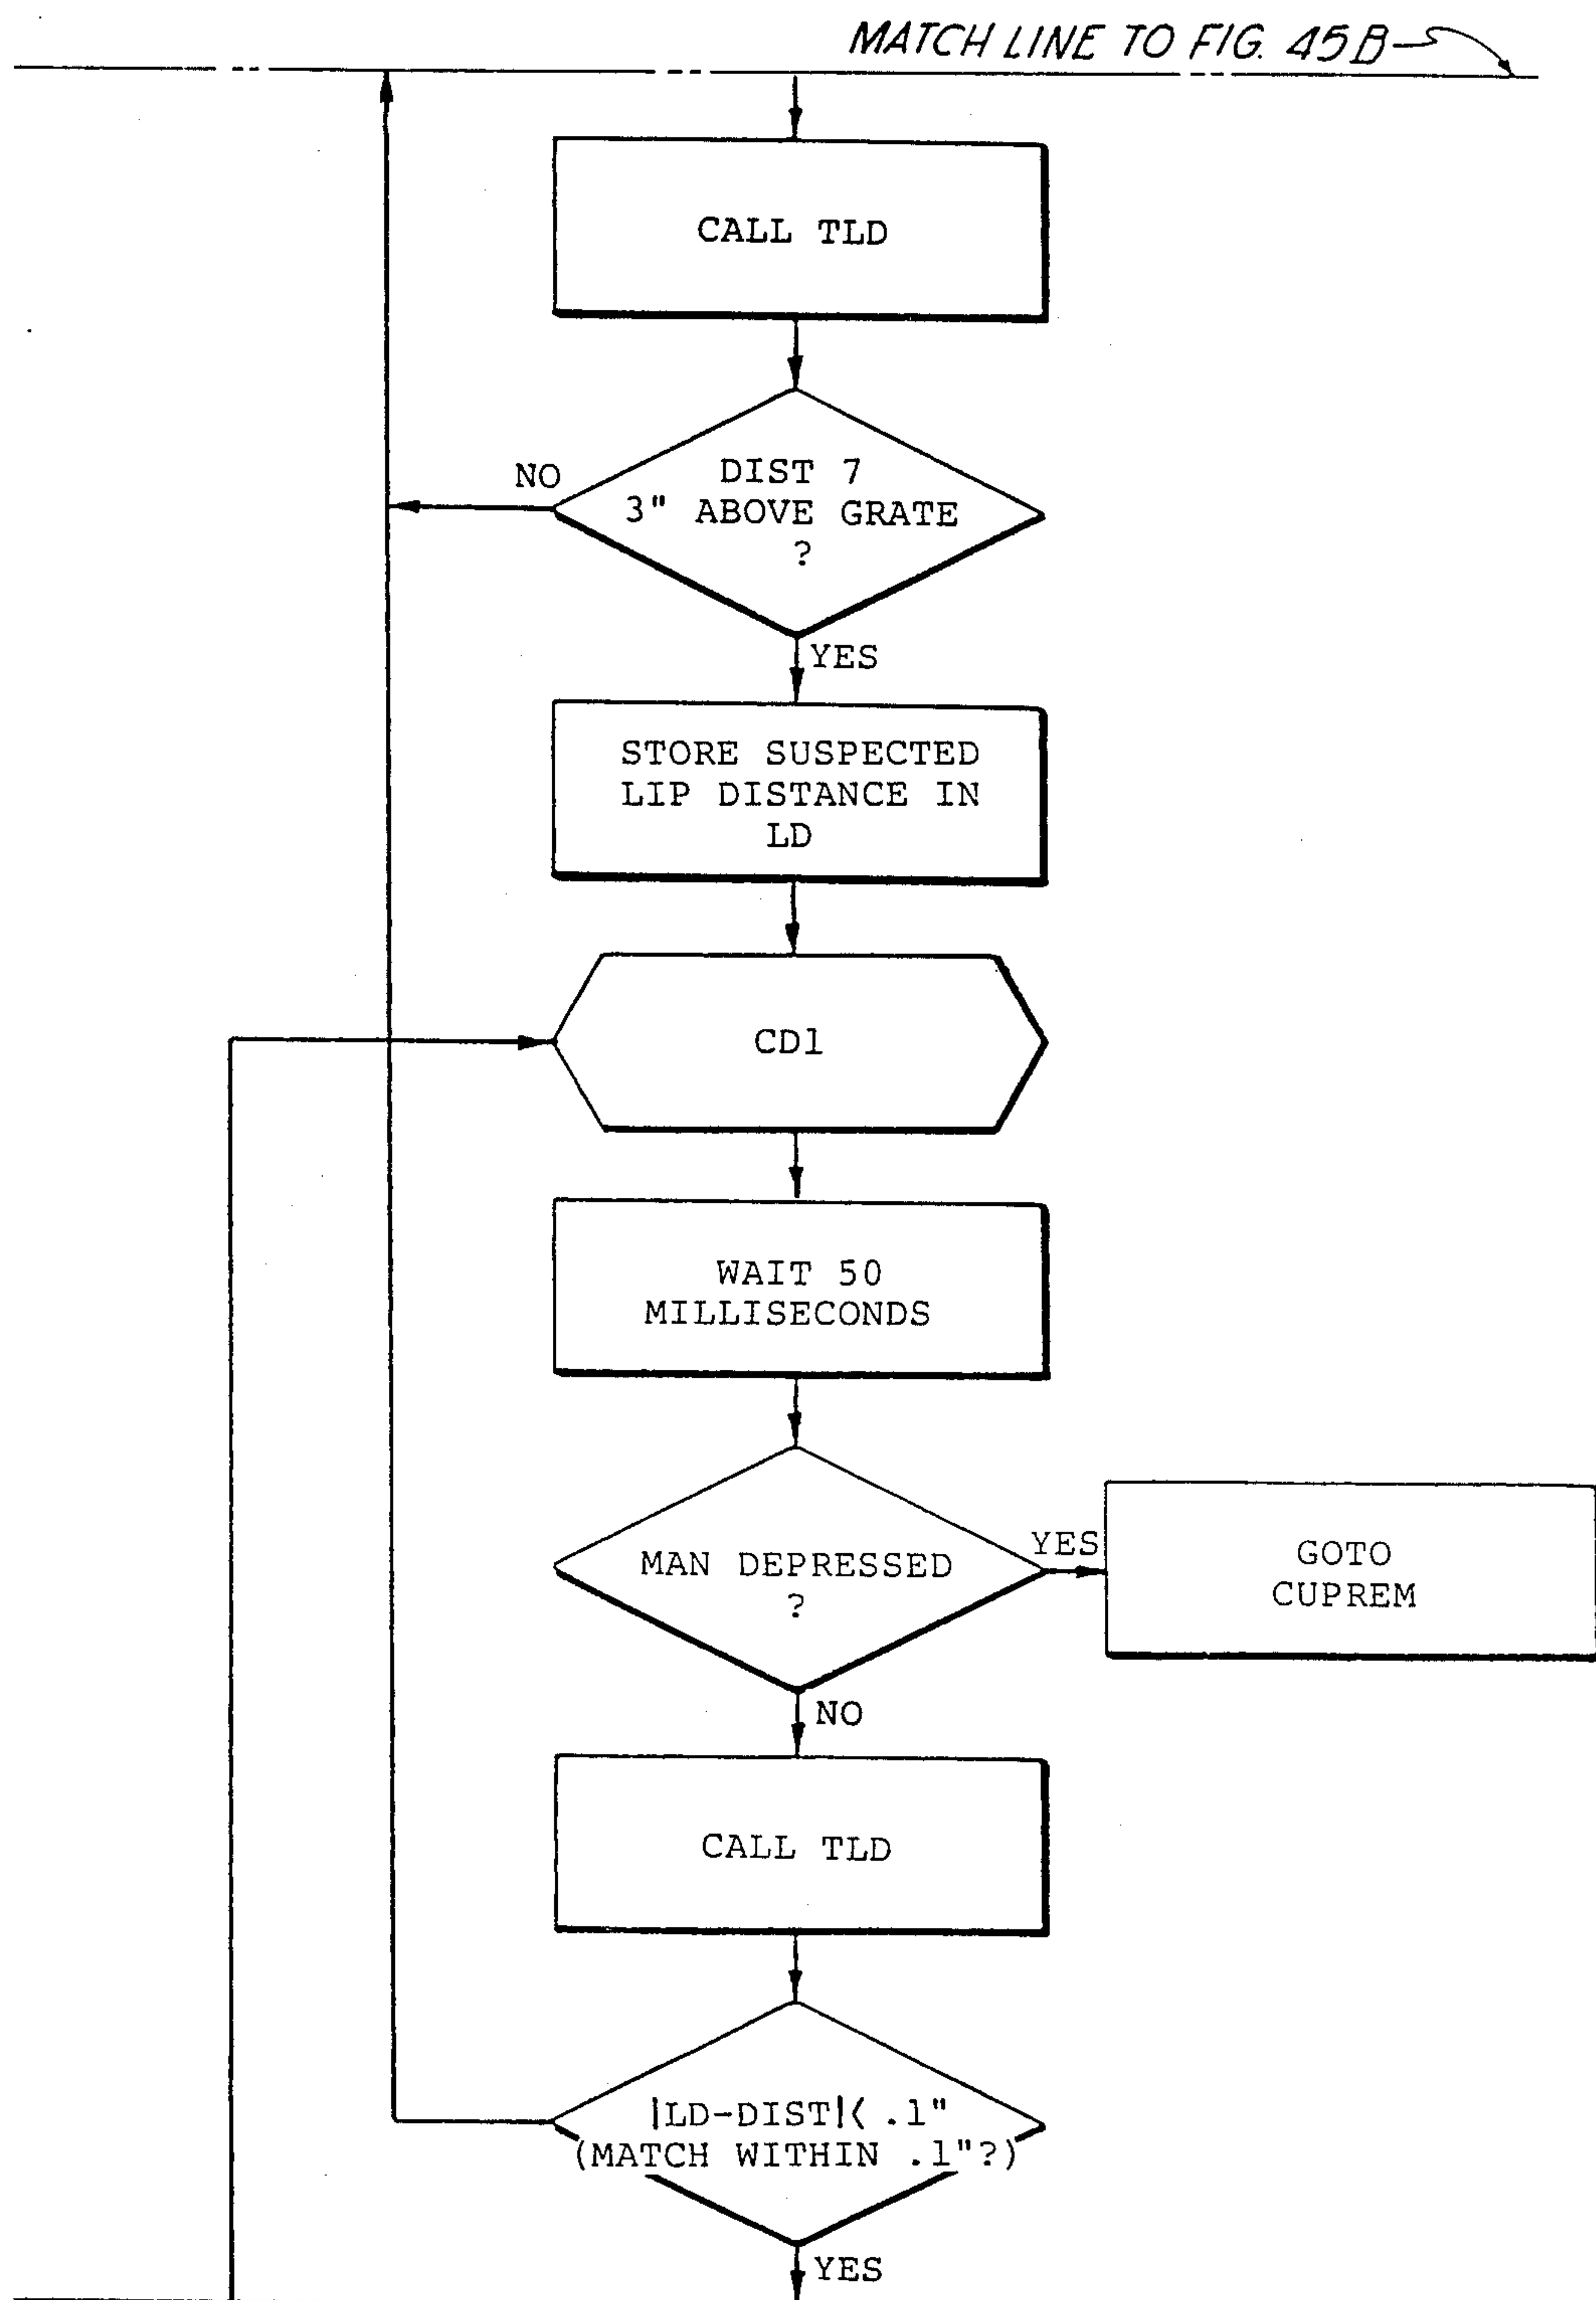 MATCH LINE TO FIG. 45B
CALL TLD
DIST 7
3" ABOVE GRATE
?
NO
YES
STORE SUSPECTED
LIP DISTANCE IN
LD
CD1
WAIT 50
MILLISECONDS
MAN DEPRESSED
?
YES
GOTO
CUPREM
NO
CALL TLD
|LD-DIST|< .1"
(MATCH WITHIN .1"?)
YES